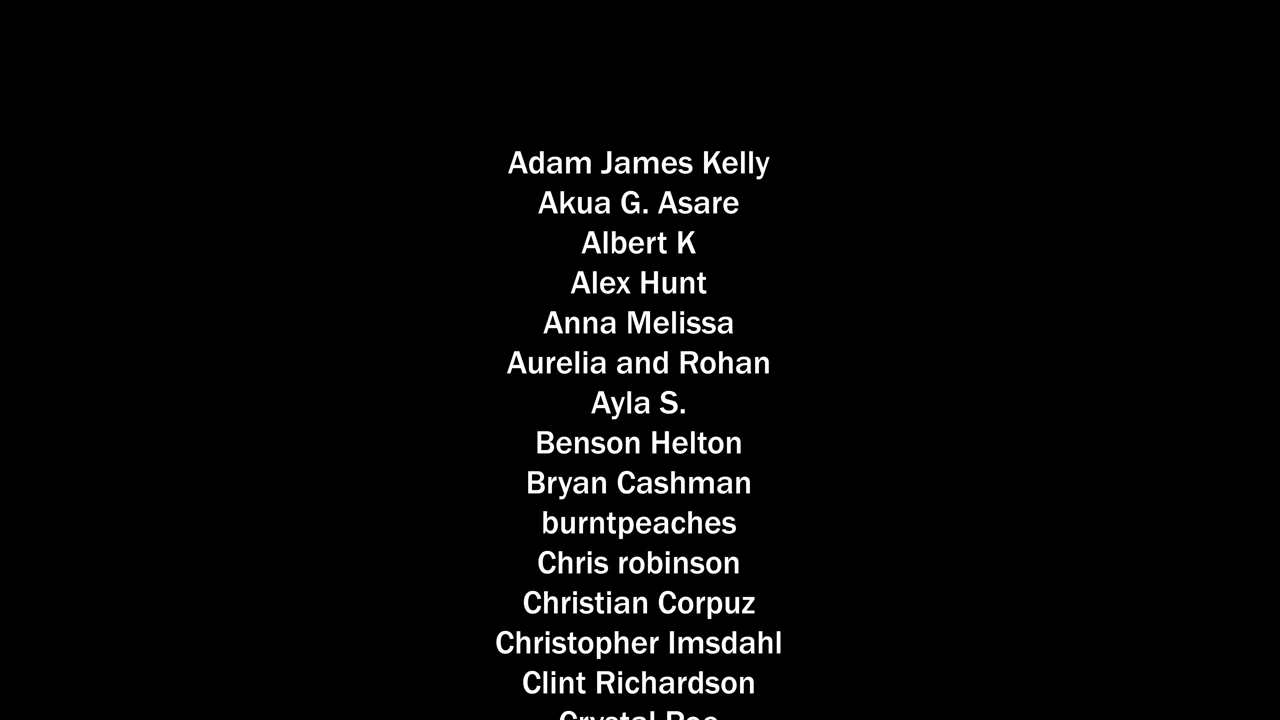 Adam James Kelly
Akua G. Asare
Albert K
Alex Hunt
Anna Melissa
Aurelia and Rohan
Ayla S.
Benson Helton
Bryan Cashman
burntpeaches
Chris robinson
Christian Corpuz
Christopher Imsdahl
Clint Richardson
Crystal